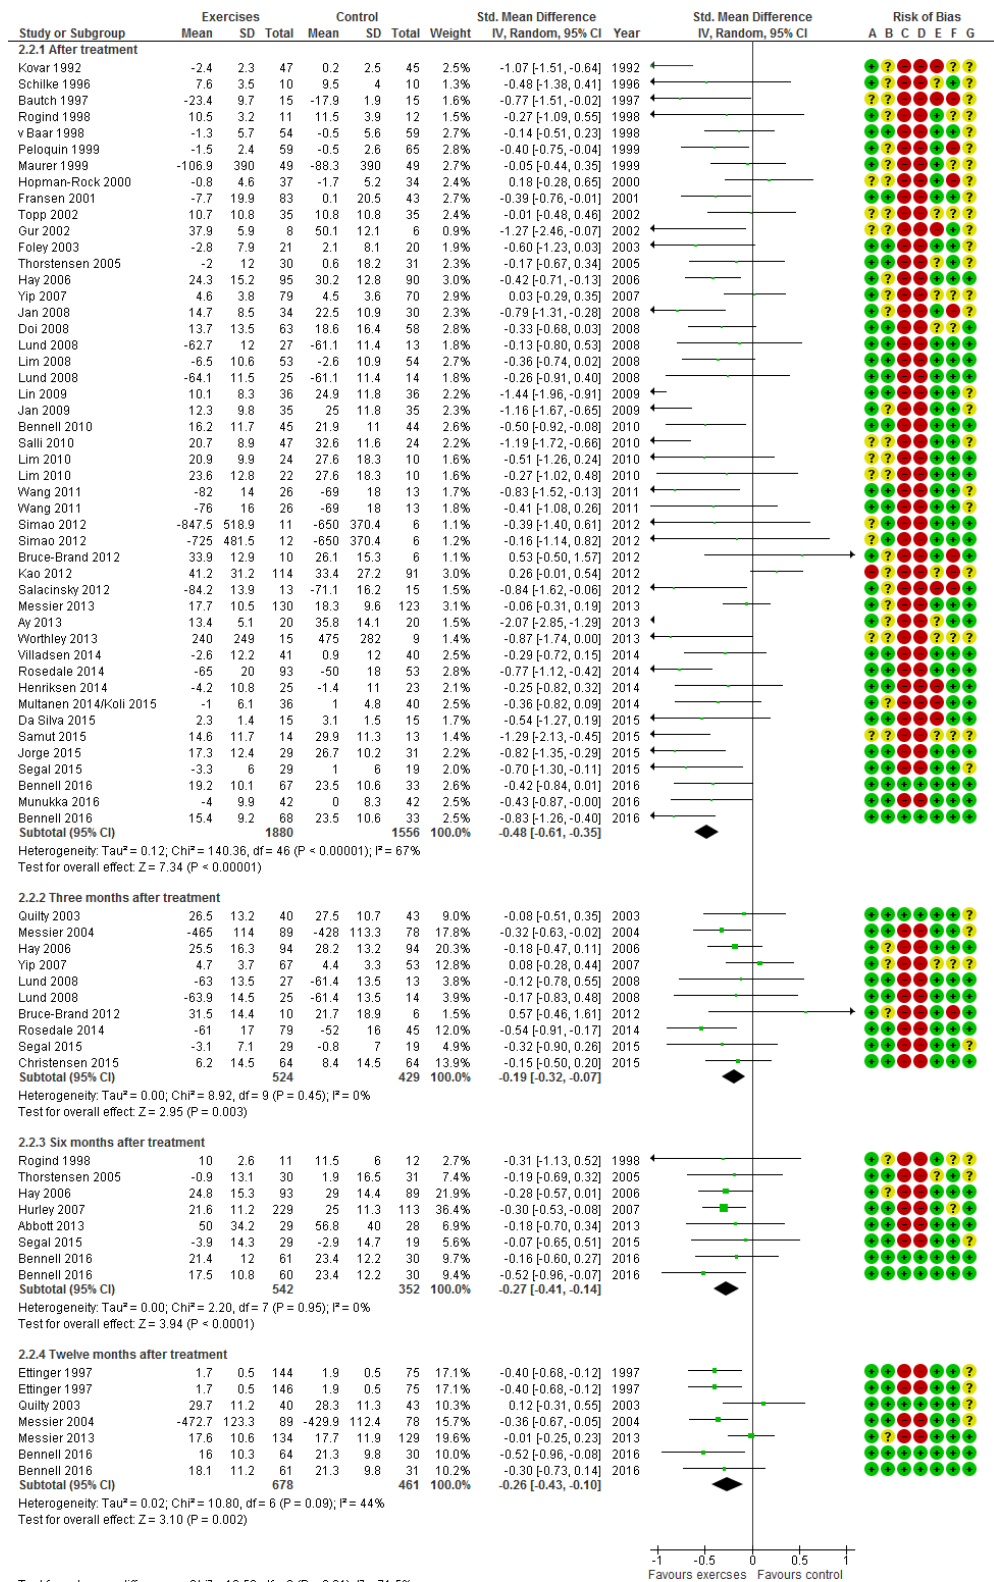 Exercises Control Std. Mean Difference Std. Mean Difference Risk of Bias
Study or Subgroup Mean SD Total Mean SD Total Weight IV, Random, 95% CI Year IV, Random, 95% CI A B C D E F G
2.2.1 After treatment
Kovar 1992 -2.4 2.3 47 0.2 2.5 45 2.5% -1.07 [-1.51, -0.64] 1992
Schilke 1996 7.6 3.5 10 9.5 4 10 1.3% -0.48 [-1.38, 0.41] 1996
Bautch 1997 -23.4 9.7 15 -17.9 1.9 15 1.6% -0.77 [-1.51, -0.02] 1997
Rogind 1998 10.5 3.2 11 11.5 3.9 12 1.4% -0.27 [-1.09, 0.55] 1998
v Baar 1998 -1.3 5.7 54 -0.5 5.6 59 2.7% -0.14 [-0.51, 0.23] 1998
Peloquin 1999 -1.5 2.4 59 -0.5 2.6 65 2.8% -0.40 [-0.75, -0.04] 1999
Maurer 1999 -106.9 390 49 -88.3 390 49 2.7% -0.05 [-0.44, 0.35] 1999
Hopman-Rock 2000 -0.8 4.6 37 -1.7 5.2 34 2.4% 0.18 [-0.28, 0.65] 2000
Fransen 2001 -7.7 19.9 83 0.1 20.5 43 2.7% -0.39 [-0.76, -0.01] 2001
Topp 2002 10.7 10.8 35 10.8 10.8 35 2.4% -0.01 [-0.48, 0.46] 2002
Gur 2002 37.9 5.9 8 50.1 12.1 6 0.9% -1.27 [-2.46, -0.07] 2002
Foley 2003 -2.8 7.9 21 2.1 8.1 20 1.9% -0.60 [-1.23, 0.03] 2003
Thorstensen 2005 -2 12 30 0.6 18.2 31 2.3% -0.17 [-0.67, 0.34] 2005
Hay 2006 24.3 15.2 95 30.2 12.8 90 3.0% -0.42 [-0.71, -0.13] 2006
Yip 2007 4.6 3.8 79 4.5 3.6 70 2.9% 0.03 [-0.29, 0.35] 2007
Jan 2008 14.7 8.5 34 22.5 10.9 30 2.2% -0.79 [-1.31, -0.28] 2008
Doi 2008 13.7 13.5 63 18.6 16.4 58 2.8% -0.33 [-0.68, 0.03] 2008
Lund 2008 -62.7 12 27 -61.1 11.4 13 1.8% -0.13 [-0.80, 0.53] 2008
Lim 2008 -6.5 10.6 53 -2.6 10.9 54 2.7% -0.36 [-0.74, 0.02] 2008
Lund 2008 -64.1 11.5 25 -61.1 11.4 14 1.8% -0.26 [-0.91, 0.40] 2008
Lin 2009 10.1 8.3 36 24.9 11.8 36 2.2% -1.44 [-1.96, -0.91] 2009
Jan 2009 12.3 9.8 35 25 11.8 35 2.2% -1.16 [-1.67, -0.65] 2009
Bennell 2010 16.2 11.7 45 21.9 11 44 2.5% -0.50 [-0.92, -0.08] 2010
Salli 2010 20.7 8.9 47 32.6 11.6 24 2.2% -1.19 [-1.72, -0.66] 2010
Lim 2010 20.9 9.9 24 27.6 18.3 10 1.6% -0.51 [-1.26, 0.24] 2010
Lim 2010 23.6 12.8 22 27.6 18.3 10 1.6% -0.27 [-1.02, 0.48] 2010
Wang 2011 -82 14 26 -69 18 13 1.7% -0.83 [-1.52, -0.13] 2011
Wang 2011 -76 16 26 -69 18 13 1.8% -0.41 [-1.08, 0.26] 2011
Simao 2012 -847.5 518.9 11 -650 370.4 6 1.1% -0.39 [-1.40, 0.61] 2012
Simao 2012 -725 481.5 12 -650 370.4 6 1.2% -0.16 [-1.14, 0.82] 2012
Bruce-Brand 2012 33.9 12.9 10 26.1 15.3 6 1.1% 0.53 [-0.50, 1.57] 2012
Kao 2012 41.2 31.2 114 33.4 27.2 91 3.0% 0.26 [-0.01, 0.54] 2012
Salacinsky 2012 -84.2 13.9 13 -71.1 16.2 15 1.5% -0.84 [-1.62, -0.06] 2012
Messier 2013 17.7 10.5 130 18.3 9.6 123 3.1% -0.06 [-0.31, 0.19] 2013
Ay 2013 13.4 5.1 20 35.8 14.1 20 1.5% -2.07 [-2.85, -1.29] 2013
Worthley 2013 240 249 15 475 282 9 1.4% -0.87 [-1.74, 0.00] 2013
Villadsen 2014 -2.6 12.2 41 0.9 12 40 2.5% -0.29 [-0.72, 0.15] 2014
Rosedale 2014 -65 20 93 -50 18 53 2.8% -0.77 [-1.12, -0.42] 2014
Henriksen 2014 -4.2 10.8 25 -1.4 11 23 2.1% -0.25 [-0.82, 0.32] 2014
Multanen 2014/Koli 2015 -1 6.1 36 1 4.8 40 2.4% -0.36 [-0.82, 0.09] 2014
Da Silva 2015 2.3 1.4 15 3.1 1.5 15 1.7% -0.54 [-1.27, 0.19] 2015
Samut 2015 14.6 11.7 14 29.9 11.3 13 1.4% -1.29 [-2.13, -0.45] 2015
Jorge 2015 17.3 12.4 29 26.7 10.2 31 2.2% -0.82 [-1.35, -0.29] 2015
Segal 2015 -3.3 6 29 1 6 19 2.0% -0.70 [-1.30, -0.11] 2015
Bennell 2016 19.2 10.1 67 23.5 10.6 33 2.6% -0.42 [-0.84, 0.01] 2016
Munukka 2016 -4 9.9 42 0 8.3 42 2.5% -0.43 [-0.87, -0.00] 2016
Bennell 2016 15.4 9.2 68 23.5 10.6 33 2.5% -0.83 [-1.26, -0.40] 2016
Subtotal (95% CI) 1880 1556 100.0% -0.48 [-0.61, -0.35]
Heterogeneity: Tau² = 0.12; Chi² = 140.36, df = 46 (P < 0.00001); I² = 67%
Test for overall effect: Z = 7.34 (P < 0.00001)
2.2.2 Three months after treatment
Quilty 2003 26.5 13.2 40 27.5 10.7 43 9.0% -0.08 [-0.51, 0.35] 2003
Messier 2004 -465 114 89 -428 113.3 78 17.8% -0.32 [-0.63, -0.02] 2004
Hay 2006 25.5 16.3 94 28.2 13.2 94 20.3% -0.18 [-0.47, 0.11] 2006
Yip 2007 4.7 3.7 67 4.4 3.3 53 12.8% 0.08 [-0.28, 0.44] 2007
Lund 2008 -63 13.5 27 -61.4 13.5 13 3.8% -0.12 [-0.78, 0.55] 2008
Lund 2008 -63.9 14.5 25 -61.4 13.5 14 3.9% -0.17 [-0.83, 0.48] 2008
Bruce-Brand 2012 31.5 14.4 10 21.7 18.9 6 1.6% 0.57 [-0.46, 1.61] 2012
Rosedale 2014 -61 17 79 -52 16 45 12.0% -0.54 [-0.91, -0.17] 2014
Segal 2015 -3.1 7.1 29 -0.8 7 19 4.9% -0.32 [-0.90, 0.26] 2015
Christensen 2015 6.2 14.5 64 8.4 14.5 64 13.9% -0.15 [-0.50, 0.20] 2015
Subtotal (95% CI) 524 429 100.0% -0.19 [-0.32, -0.07]
Heterogeneity: Tau² = 0.00; Chi² = 8.92, df = 9 (P = 0.45); I² = 0%
Test for overall effect: Z = 2.95 (P = 0.003)
2.2.3 Six months after treatment
Rogind 1998 10 2.6 11 11.5 6 12 2.7% -0.31 [-1.13, 0.52] 1998
Thorstensen 2005 -0.9 13.1 30 1.9 16.5 31 7.4% -0.19 [-0.69, 0.32] 2005
Hay 2006 24.8 15.3 93 29 14.4 89 21.9% -0.28 [-0.57, 0.01] 2006
Hurley 2007 21.6 11.2 229 25 11.3 113 36.4% -0.30 [-0.53, -0.08] 2007
Abbott 2013 50 34.2 29 56.8 40 28 6.9% -0.18 [-0.70, 0.34] 2013
Segal 2015 -3.9 14.3 29 -2.9 14.7 19 5.6% -0.07 [-0.65, 0.51] 2015
Bennell 2016 21.4 12 61 23.4 12.2 30 9.7% -0.16 [-0.60, 0.27] 2016
Bennell 2016 17.5 10.8 60 23.4 12.2 30 9.4% -0.52 [-0.96, -0.07] 2016
Subtotal (95% CI) 542 352 100.0% -0.27 [-0.41, -0.14]
Heterogeneity: Tau² = 0.00; Chi² = 2.20, df = 7 (P = 0.95); I² = 0%
Test for overall effect: Z = 3.94 (P < 0.0001)
2.2.4 Twelve months after treatment
Ettinger 1997 1.7 0.5 144 1.9 0.5 75 17.1% -0.40 [-0.68, -0.12] 1997
Ettinger 1997 1.7 0.5 146 1.9 0.5 75 17.1% -0.40 [-0.68, -0.12] 1997
Quilty 2003 29.7 11.2 40 28.3 11.3 43 10.3% 0.12 [-0.31, 0.55] 2003
Messier 2004 -472.7 123.3 89 -429.9 112.4 78 15.7% -0.36 [-0.67, -0.05] 2004
Messier 2013 17.6 10.6 134 17.7 11.9 129 19.6% -0.01 [-0.25, 0.23] 2013
Bennell 2016 16 10.3 64 21.3 9.8 30 10.0% -0.52 [-0.96, -0.08] 2016
Bennell 2016 18.1 11.2 61 21.3 9.8 31 10.2% -0.30 [-0.73, 0.14] 2016
Subtotal (95% CI) 678 461 100.0% -0.26 [-0.43, -0.10]
Heterogeneity: Tau² = 0.02; Chi² = 10.80, df = 6 (P = 0.09); I² = 44%
Test for overall effect: Z = 3.10 (P = 0.002)
-1 -0.5 0 0.5 1
Favours exercses Favours control